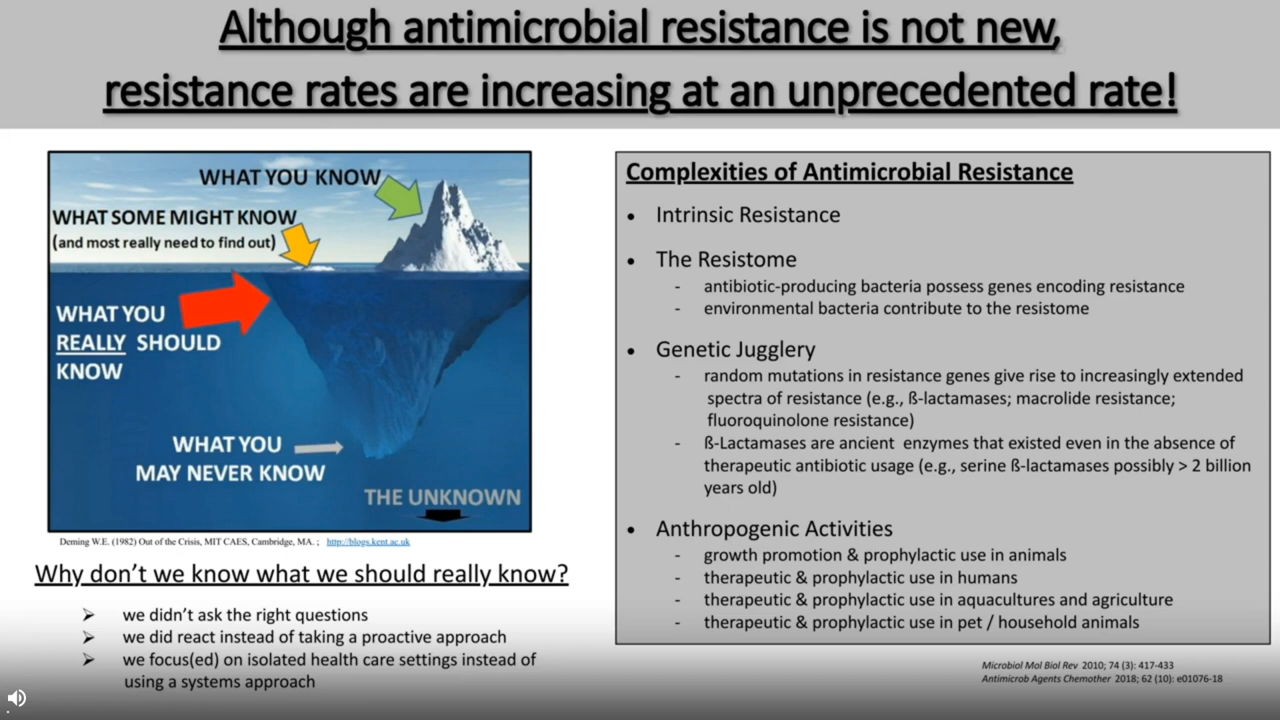 Although antimicrobial resistance is not new,
resistance rates are increasing at an unprecedented rate!
WHAT YOU KNOW
WHAT SOME MIGHT KNOW
(and most really need to find out)
WHAT YOU
REALLY SHOULD
KNOW
WHAT YOU
MAY NEVER KNOW
THE UNKNOWN
Deming W.E. (1982) Out of the Crisis, MIT CAES, Cambridge, MA. ; http://blogs.kent.ac.uk
Why don't we know what we should really know?
➢ we didn't ask the right questions
➢ we did react instead of taking a proactive approach
➢ we focus(ed) on isolated health care settings instead of
using a systems approach
Complexities of Antimicrobial Resistance
• Intrinsic Resistance
• The Resistome
- antibiotic-producing bacteria possess genes encoding resistance
- environmental bacteria contribute to the resistome
• Genetic Jugglery
- random mutations in resistance genes give rise to increasingly extended
spectra of resistance (e.g., ß-lactamases; macrolide resistance;
fluoroquinolone resistance)
- ß-Lactamases are ancient enzymes that existed even in the absence of
therapeutic antibiotic usage (e.g., serine ß-lactamases possibly > 2 billion
years old)
• Anthropogenic Activities
- growth promotion & prophylactic use in animals
- therapeutic & prophylactic use in humans
- therapeutic & prophylactic use in aquacultures and agriculture
- therapeutic & prophylactic use in pet / household animals
Microbiol Mol Biol Rev 2010; 74 (3): 417-433
Antimicrob Agents Chemother 2018; 62 (10): e01076-18